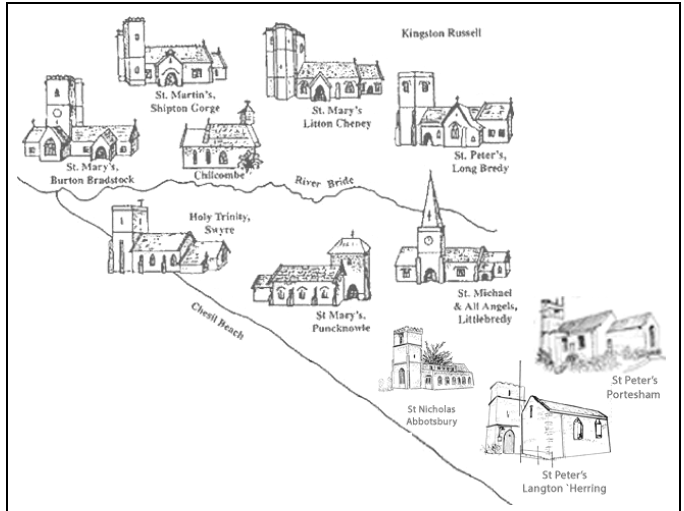 Kingston Russell
St. Martin's,
Shipton Gorge
St. Mary's
Litton Cheney
St. Peter's,
Long Bredy
St. Mary's,
Burton Bradstock
Chilcombe
River Bride
Holy Trinity,
Swyre
St. Michael
& All Angels,
Littlebredy
St Mary's,
Puncknowle
Chesil Beach
St Peter's
Portesham
St Nicholas
Abbotsbury
St Peter's
Langton `Herring